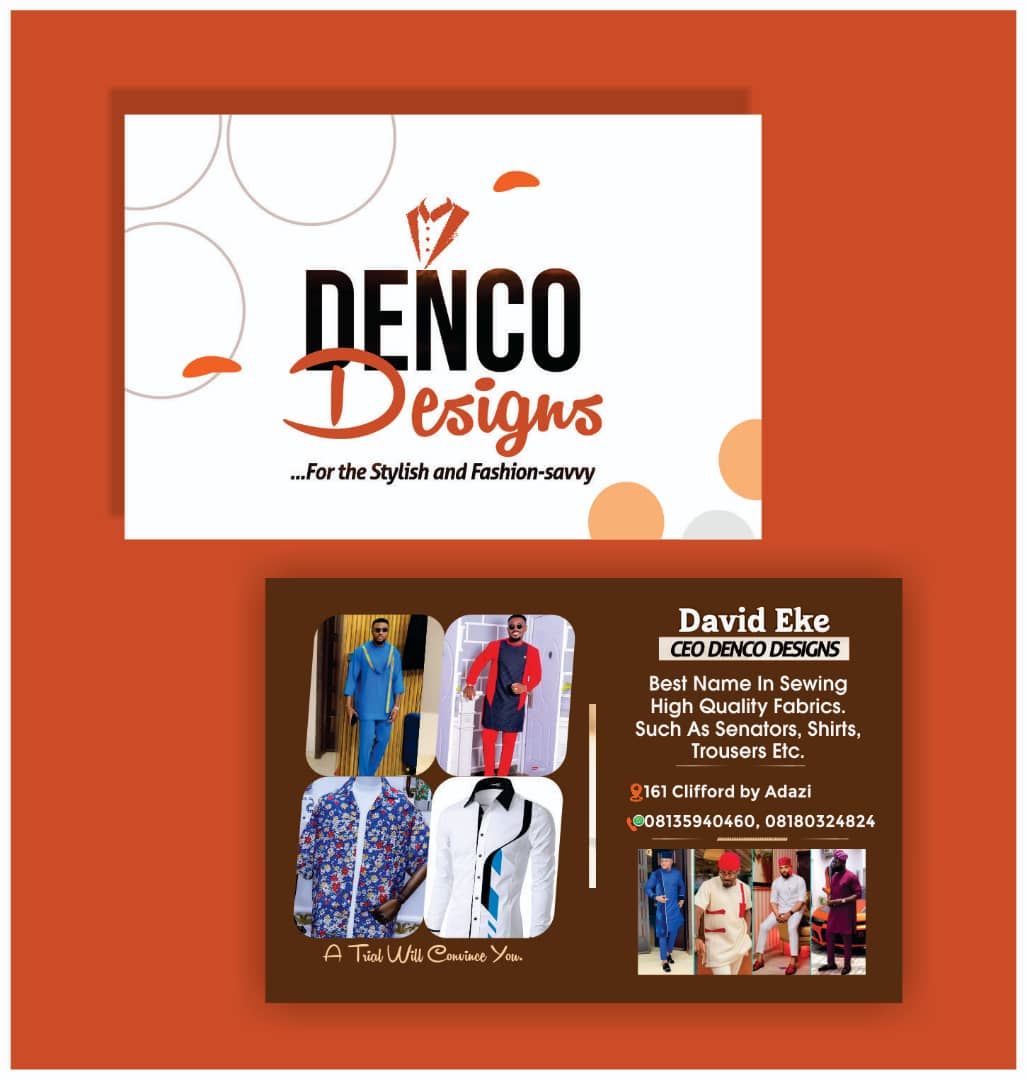 DENCO
Designs
...For the Stylish and Fashion-savvy
David Eke
CEO DENCO DESIGNS
Best Name In Sewing
High Quality Fabrics.
Such As Senators, Shirts,
Trousers Etc.
161 Clifford by Adazi
08135940460, 08180324824
A Trial Will Convince You.